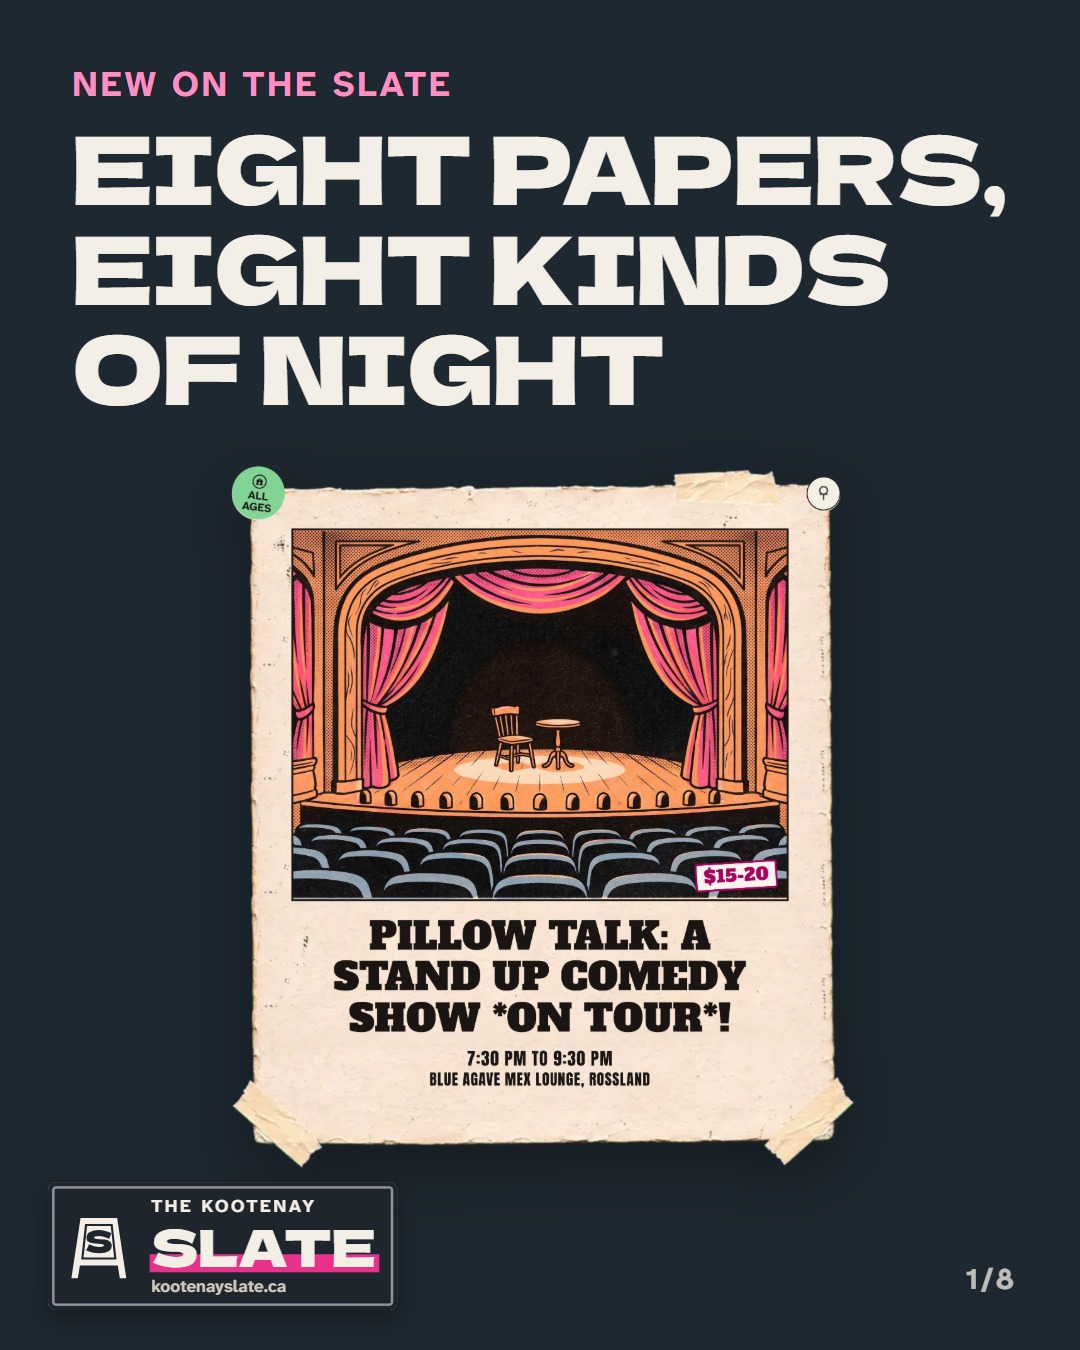 NEW ON THE SLATE
EIGHT PAPERS,
EIGHT KINDS
OF NIGHT
ALL
AGES
$15-20
PILLOW TALK: A
STAND UP COMEDY
SHOW *ON TOUR*!
7:30 PM TO 9:30 PM
BLUE AGAVE MEX LOUNGE, ROSSLAND
THE KOOTENAY
S
SLATE
kootenayslate.ca
1/8